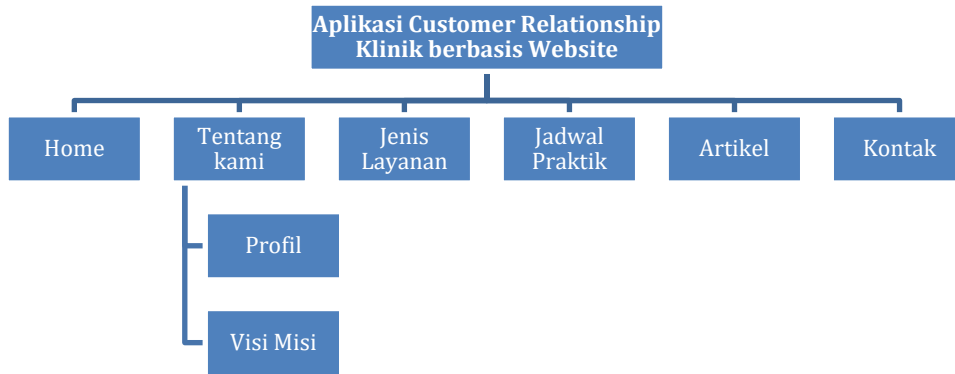 Aplikasi Customer Relationship
Klinik berbasis Website
Home
Tentang
kami
Jenis
Layanan
Jadwal
Praktik
Artikel
Kontak
Profil
Visi Misi